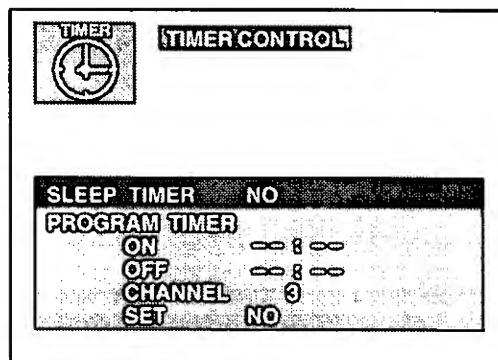 TIMER
TIMER CONTROL
SLEEP TIMER NO
PROGRAM TIMER
ON --:--
OFF --:--
CHANNEL 3
SET NO